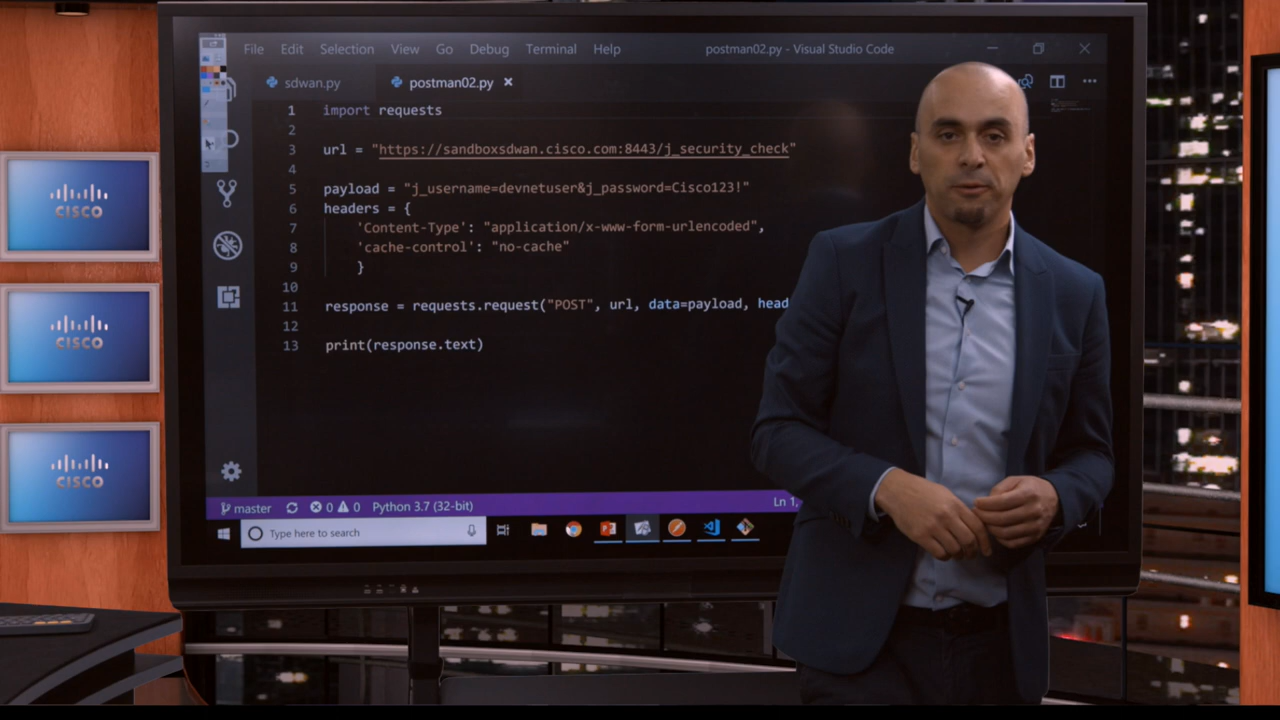 File Edit Selection View Go Debug Terminal Help postman02.py - Visual Studio Code
sdwan.py postman02.py
1 import requests
2
3 url = "https://sandboxsdwan.cisco.com:8443/j_security_check"
4
5 payload = "j_username=devnetuser&j_password=Cisco123!"
6 headers = {
7 'Content-Type': "application/x-www-form-urlencoded",
8 'cache-control': "no-cache"
9 }
10
11 response = requests.request("POST", url, data=payload, head
12
13 print(response.text)
master 0 0 Python 3.7 (32-bit) Ln 1,
Type here to search
CISCO
CISCO
CISCO